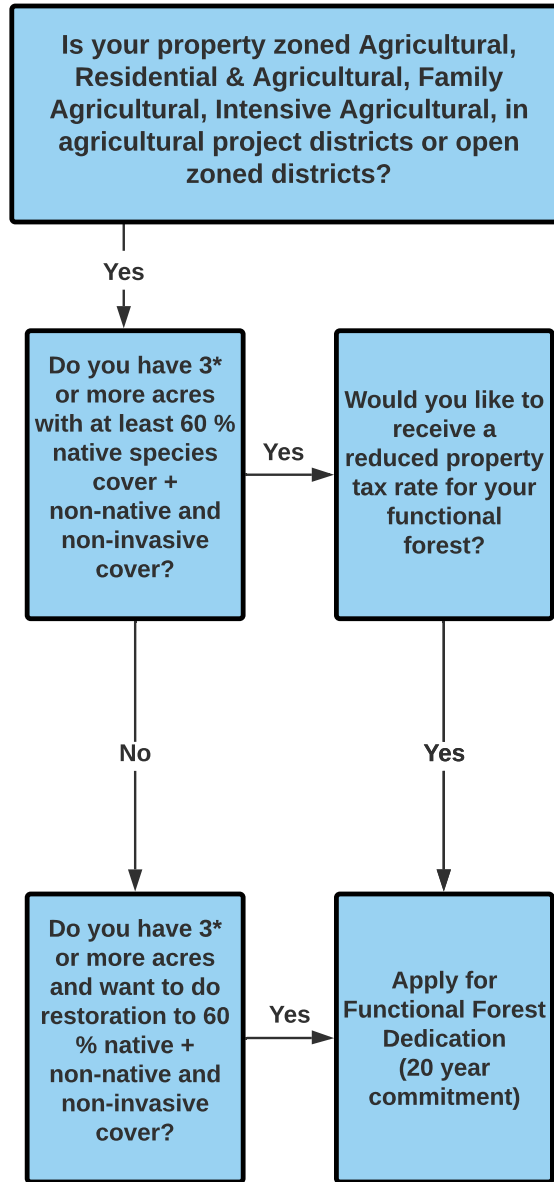 Is your property zoned Agricultural,
Residential & Agricultural, Family
Agricultural, Intensive Agricultural, in
agricultural project districts or open
zoned districts?
Yes
Do you have 3*
or more acres
with at least 60 %
native species
cover +
non-native and
non-invasive
cover?
Yes
Would you like to
receive a
reduced property
tax rate for your
functional
forest?
No
Yes
Do you have 3*
or more acres
and want to do
restoration to 60
% native +
non-native and
non-invasive
cover?
Yes
Apply for
Functional Forest
Dedication
(20 year
commitment)